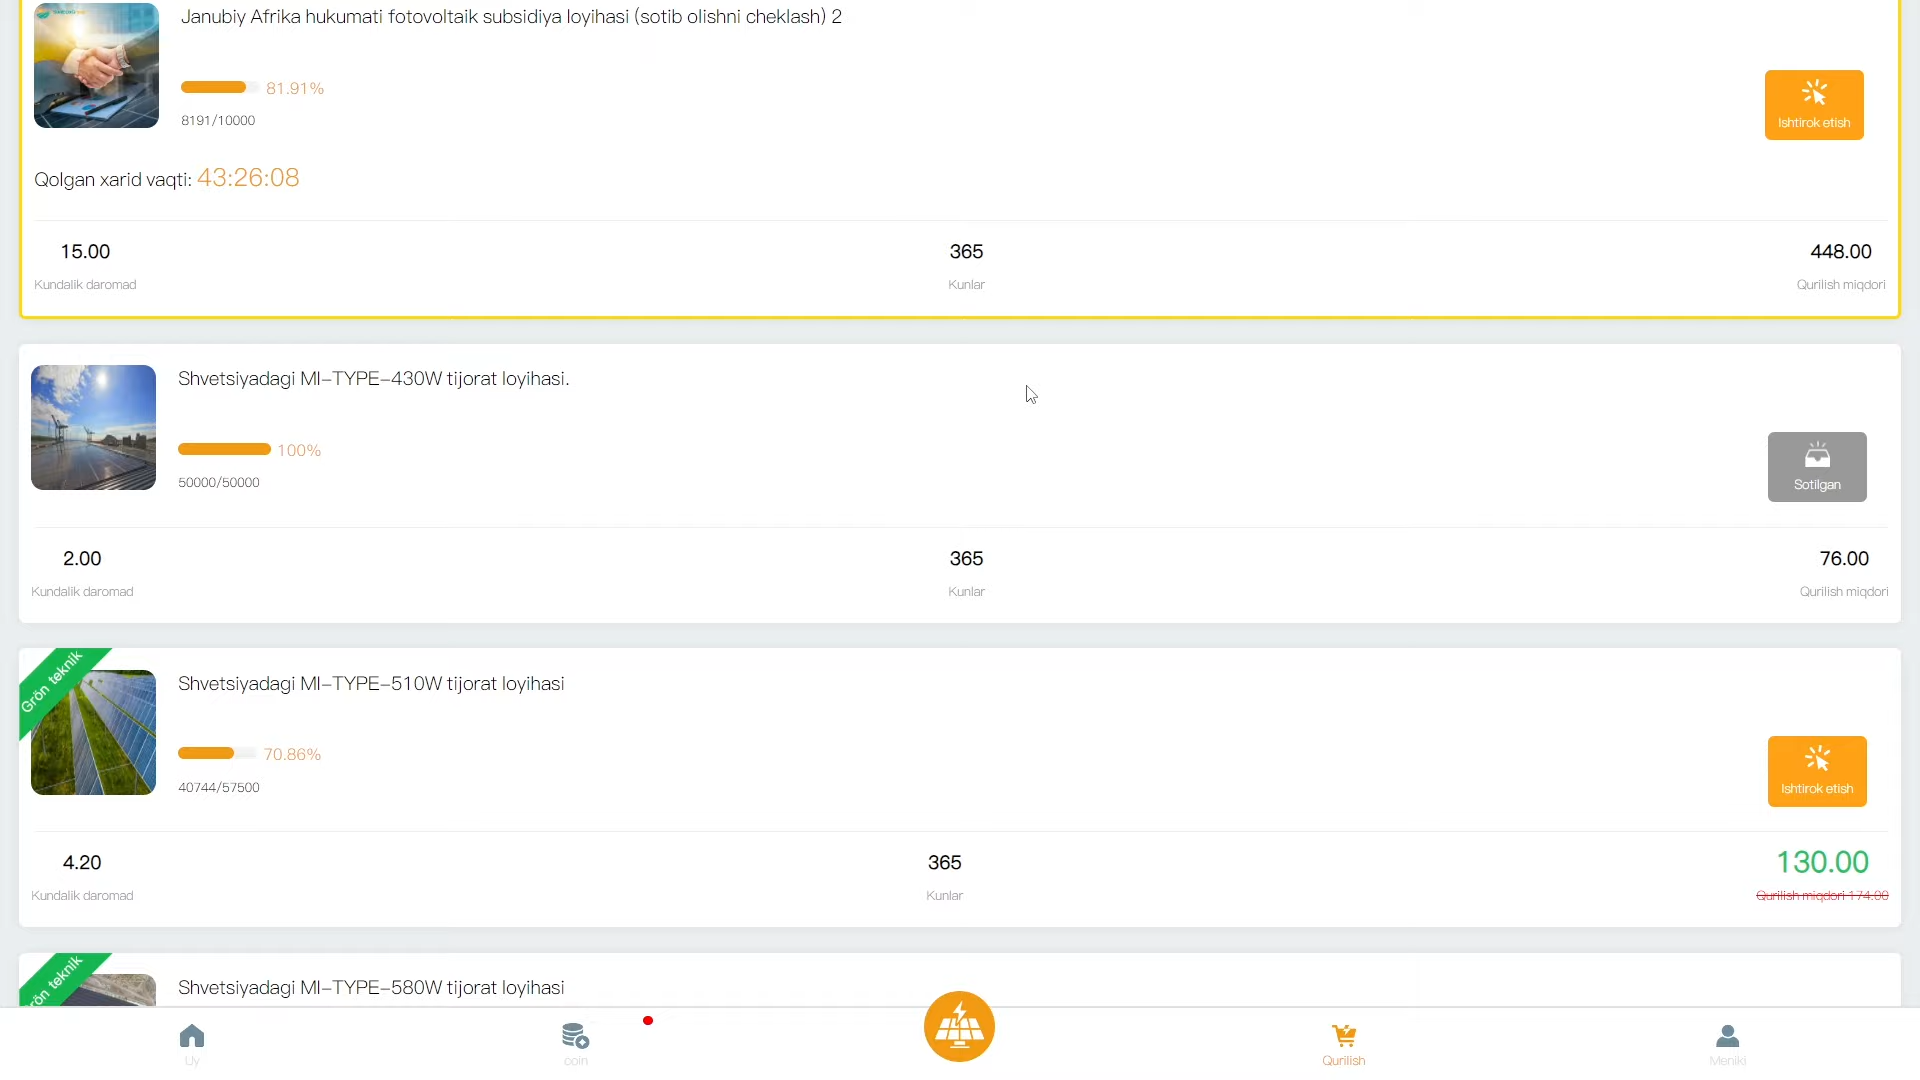 Janubiy Afrika hukumati fotovoltaik subsidiya loyihasi (sotib olishni cheklash) 2
81.91%
8191/10000
Ishtirok etish
Qolgan xarid vaqti: 43:26:08
15.00
Kundalik daromad
365
Kunlar
448.00
Qurilish miqdori
Shvetsiyadagi MI-TYPE-430W tijorat loyihasi.
100%
50000/50000
Sotilgan
2.00
Kundalik daromad
365
Kunlar
76.00
Qurilish miqdori
Grön teknik
Shvetsiyadagi MI-TYPE-510W tijorat loyihasi
70.86%
40744/57500
Ishtirok etish
4.20
Kundalik daromad
365
Kunlar
130.00
Qurilish miqdori 174.00
rön teknik
Shvetsiyadagi MI-TYPE-580W tijorat loyihasi
Uy
coin
Qurilish
Meniki